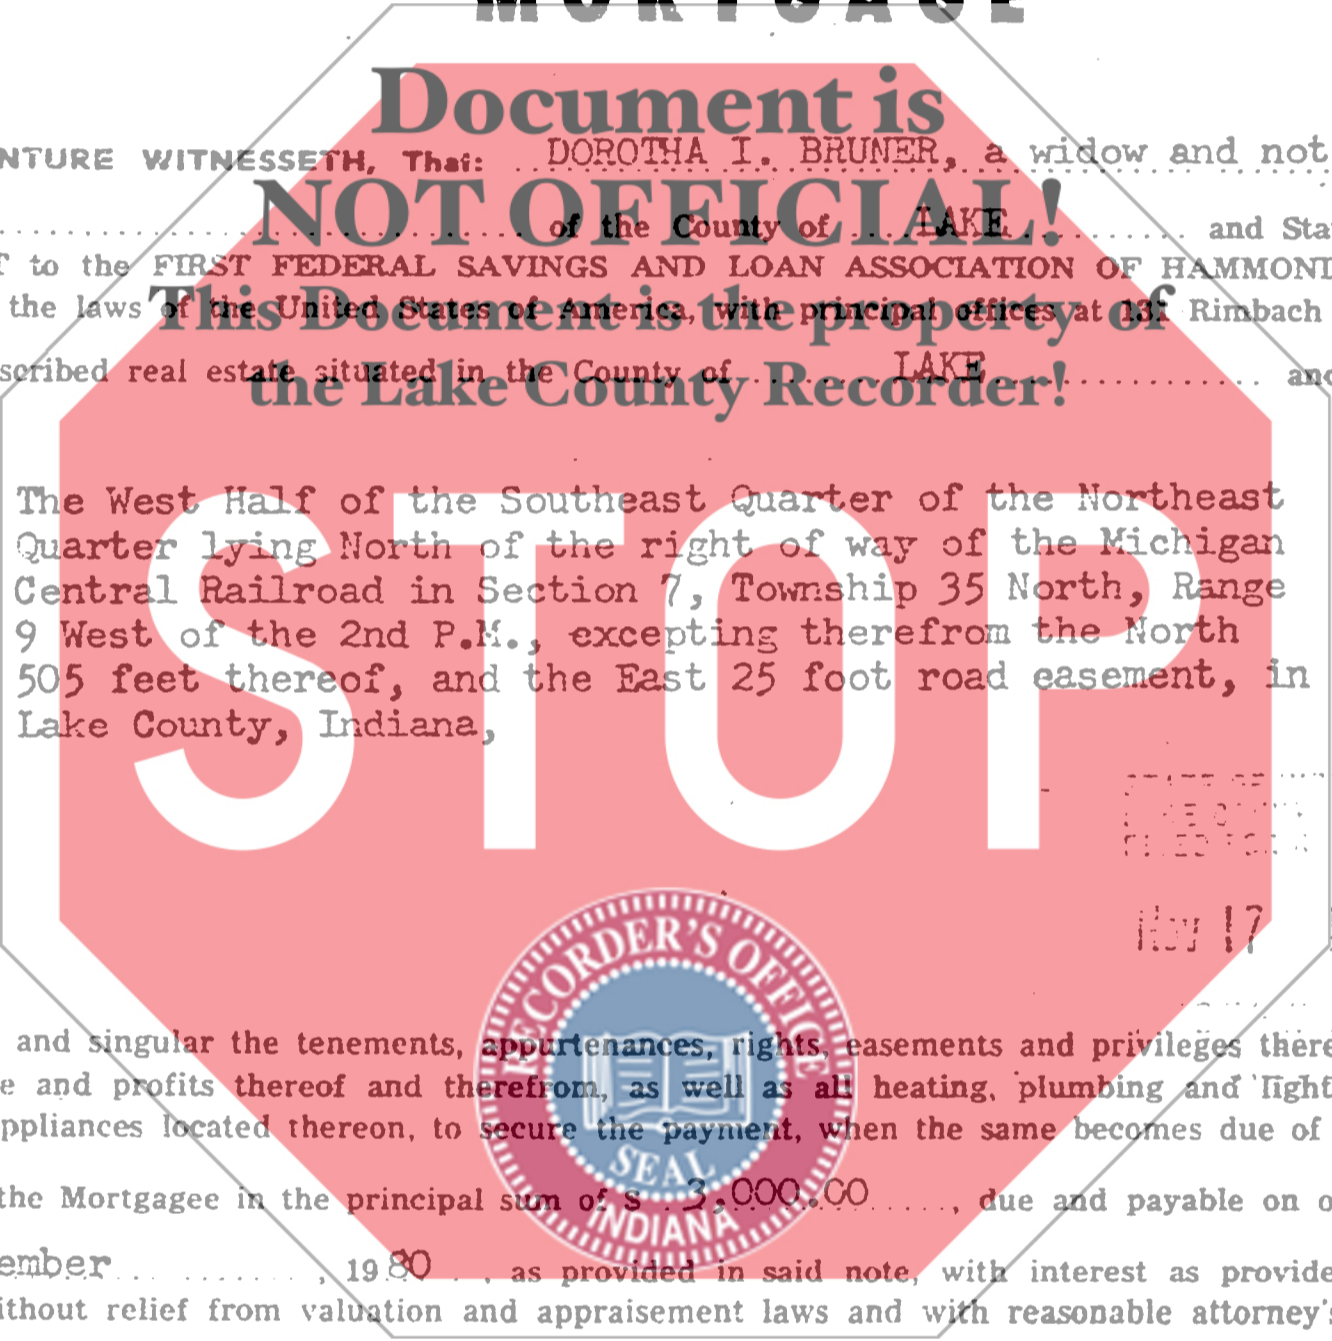 MORTGAGE
Document is
NTURE WITNESSETH, That: DOROTHA I. BRUNER, a widow and not
NOT OFFICIAL!
of the County of LAKE and Sta
T to the FIRST FEDERAL SAVINGS AND LOAN ASSOCIATION OF HAMMOND
This Document is the property of
the laws of the United States of America, with principal offices at 131 Rimbach
the Lake County Recorder!
scribed real estate situated in the County of LAKE and
STOP
The West Half of the Southeast Quarter of the Northeast
Quarter lying North of the right of way of the Michigan
Central Railroad in Section 7, Township 35 North, Range
9 West of the 2nd P.M., excepting therefrom the North
505 feet thereof, and the East 25 foot road easement, in
Lake County, Indiana,
Nov 17
RECORDER'S OFFICE
SEAL
INDIANA
and singular the tenements, appurtenances, rights, easements and privileges there
e and profits thereof and therefrom, as well as all heating, plumbing and light
ppliances located thereon, to secure the payment, when the same becomes due of
the Mortgagee in the principal sum of $ 3,000.00, due and payable on o
ember , 1980, as provided in said note, with interest as provide
ithout relief from valuation and appraisement laws and with reasonable attorney's